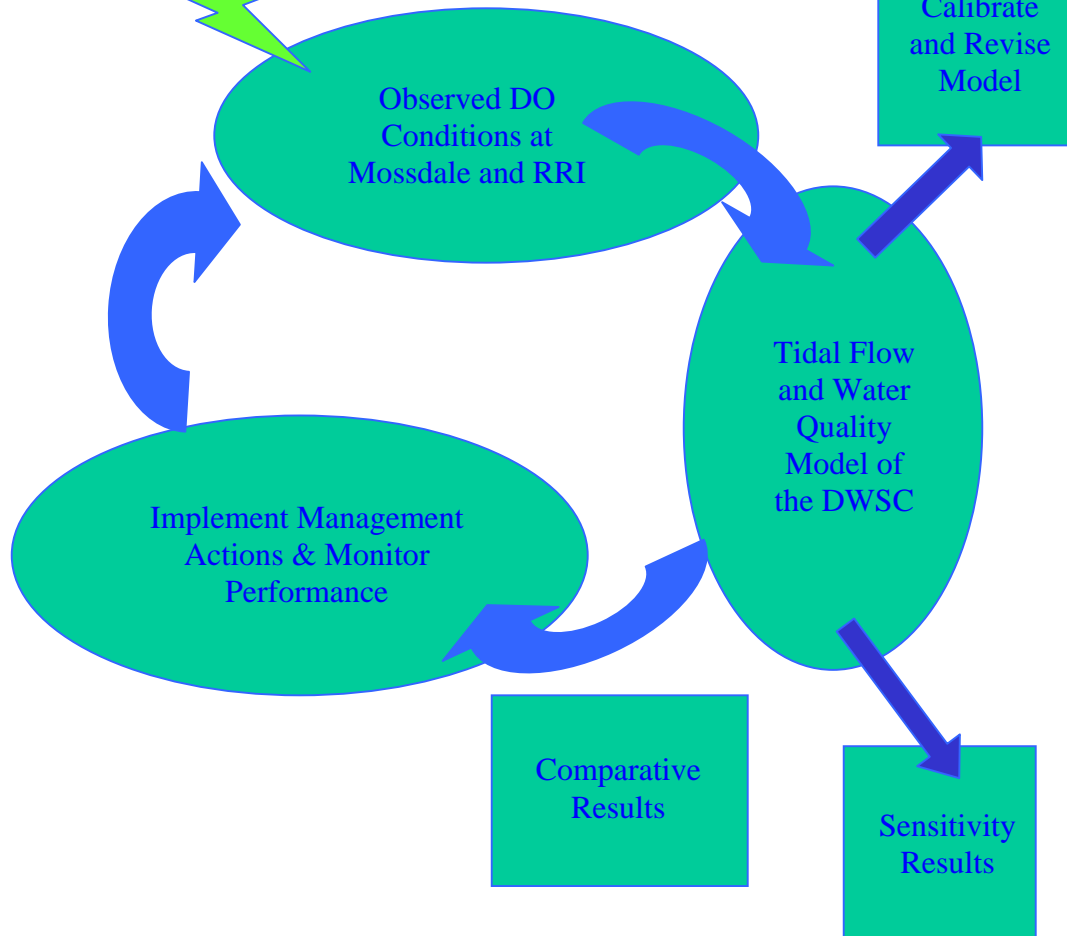 Calibrate
and Revise
Model
Observed DO
Conditions at
Mossdale and RRI
Tidal Flow
and Water
Quality
Model of
the DWSC
Implement Management
Actions & Monitor
Performance
Comparative
Results
Sensitivity
Results